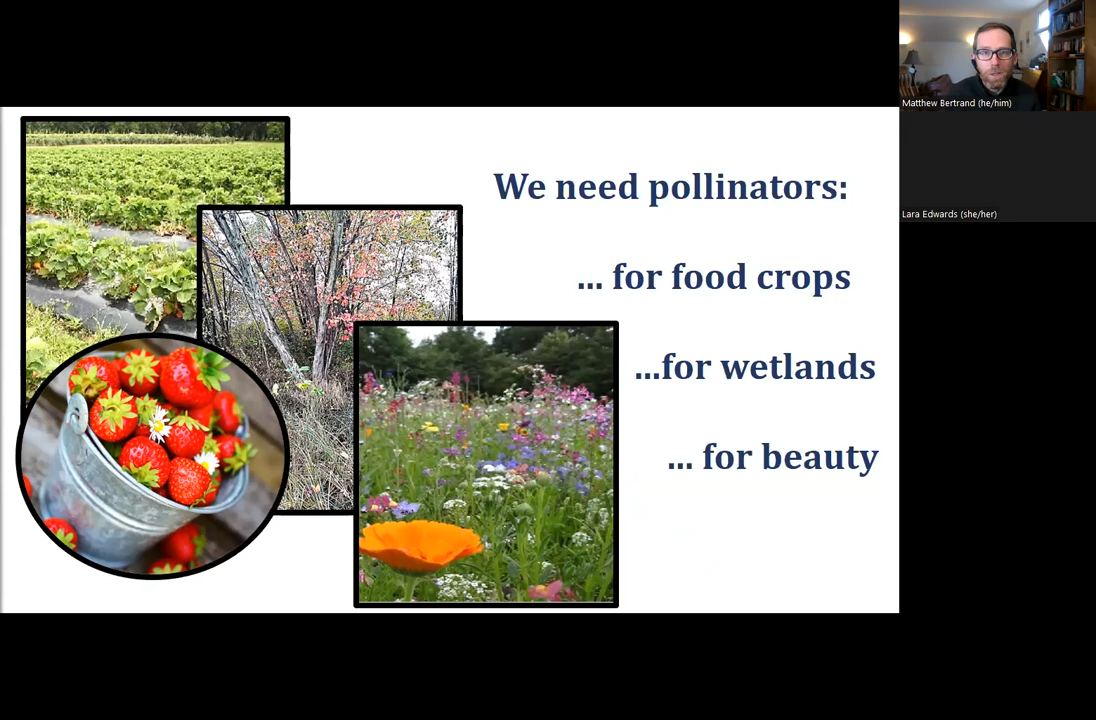 Matthew Bertrand (he/him)
We need pollinators:
Lara Edwards (she/her)
... for food crops
...for wetlands
... for beauty